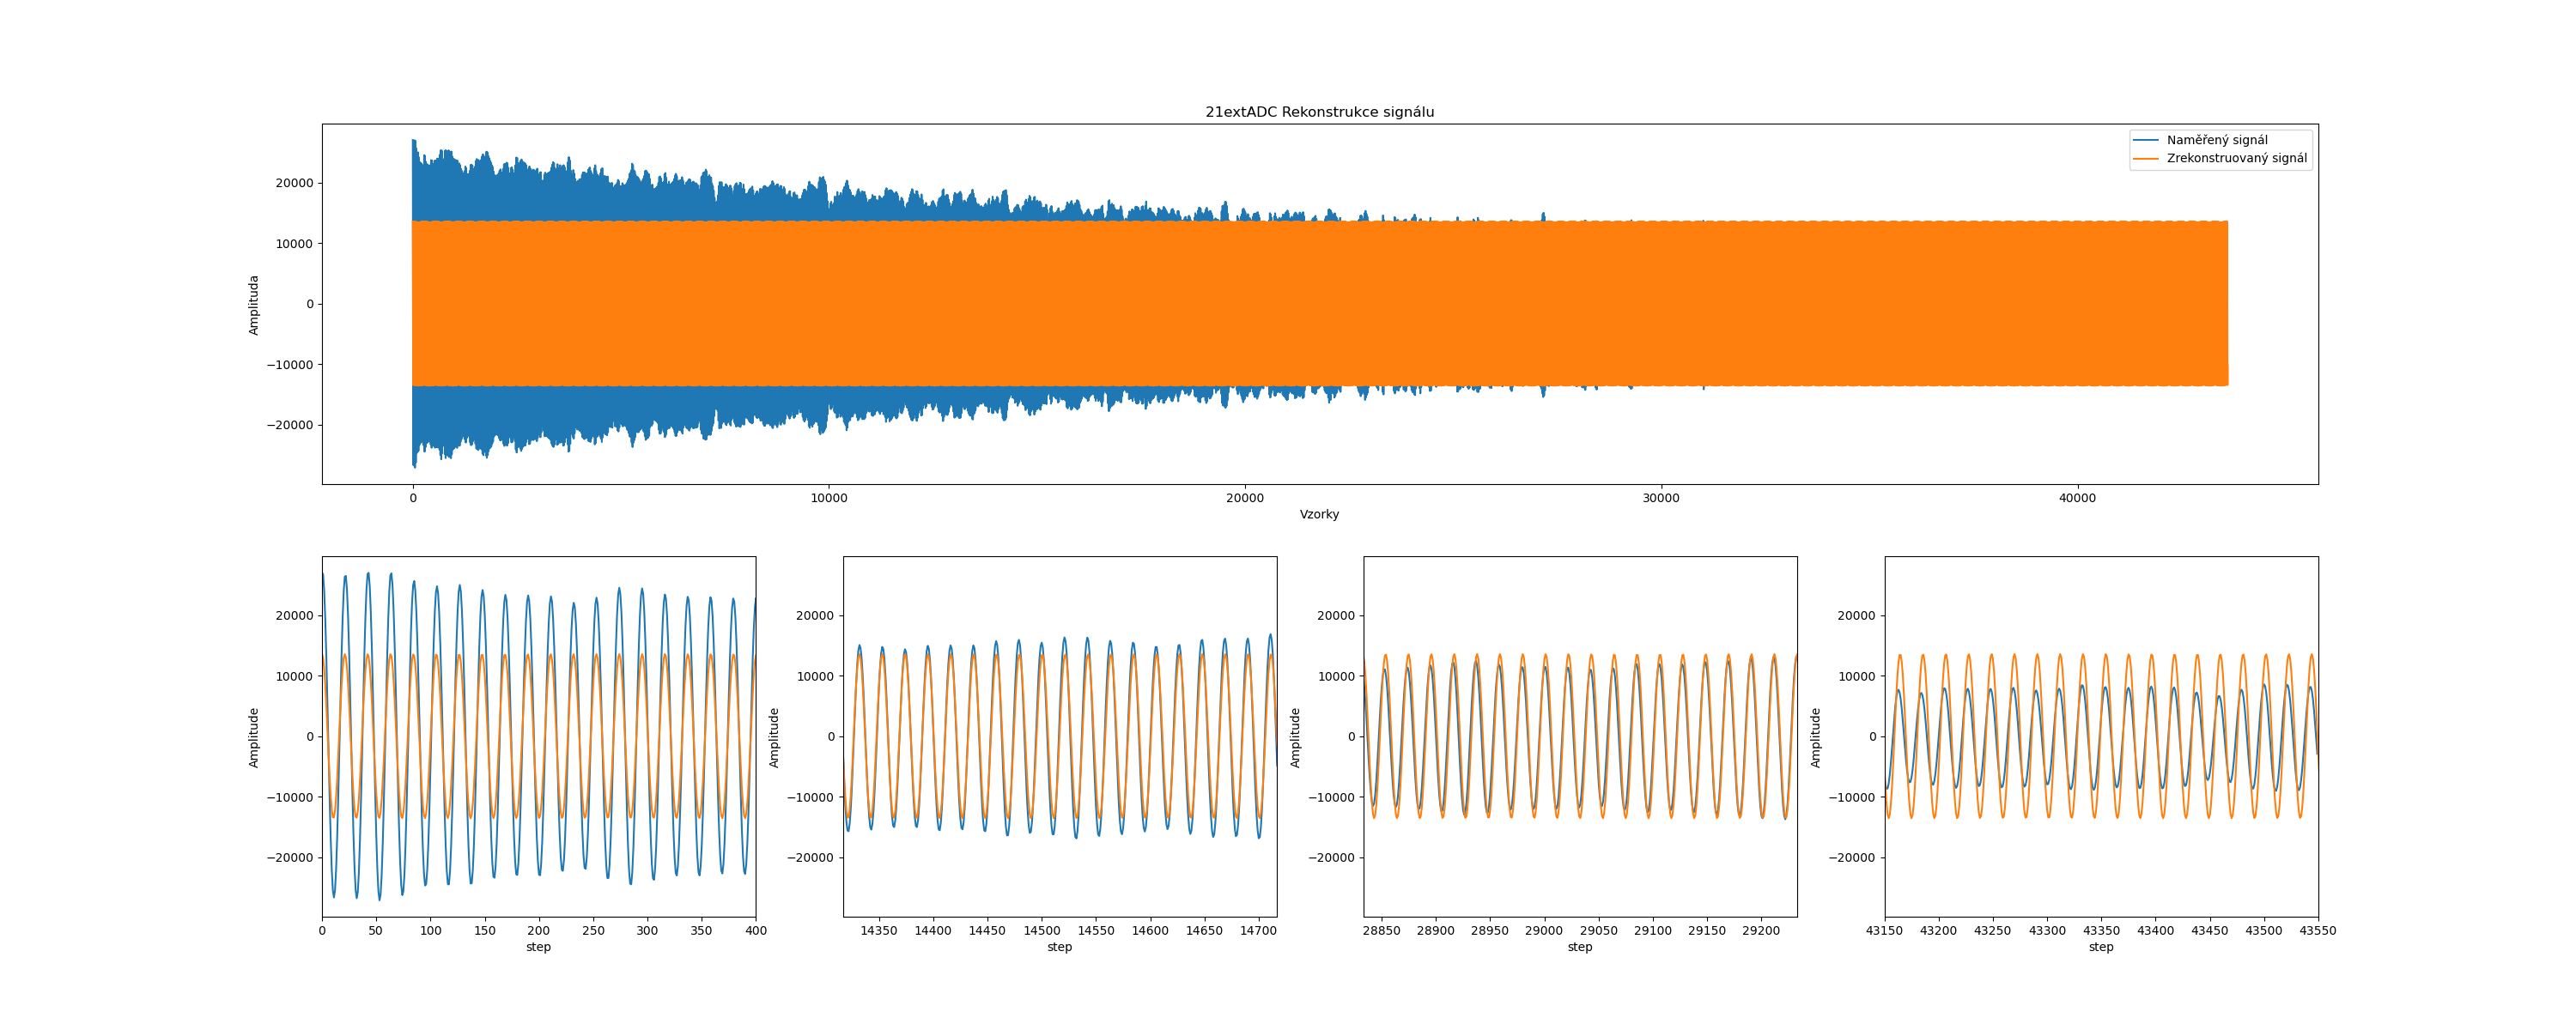 21extADC Rekonstrukce signálu
Naměřený signál
Zrekonstruovaný signál
Amplituda
20000
10000
0
−10000
−20000
0 10000 20000 30000 40000
Vzorky
Amplitude
20000
10000
0
−10000
−20000
0 50 100 150 200 250 300 350 400
step
Amplitude
20000
10000
0
−10000
−20000
14350 14400 14450 14500 14550 14600 14650 14700
step
Amplitude
20000
10000
0
−10000
−20000
28850 28900 28950 29000 29050 29100 29150 29200
step
Amplitude
20000
10000
0
−10000
−20000
43150 43200 43250 43300 43350 43400 43450 43500 43550
step